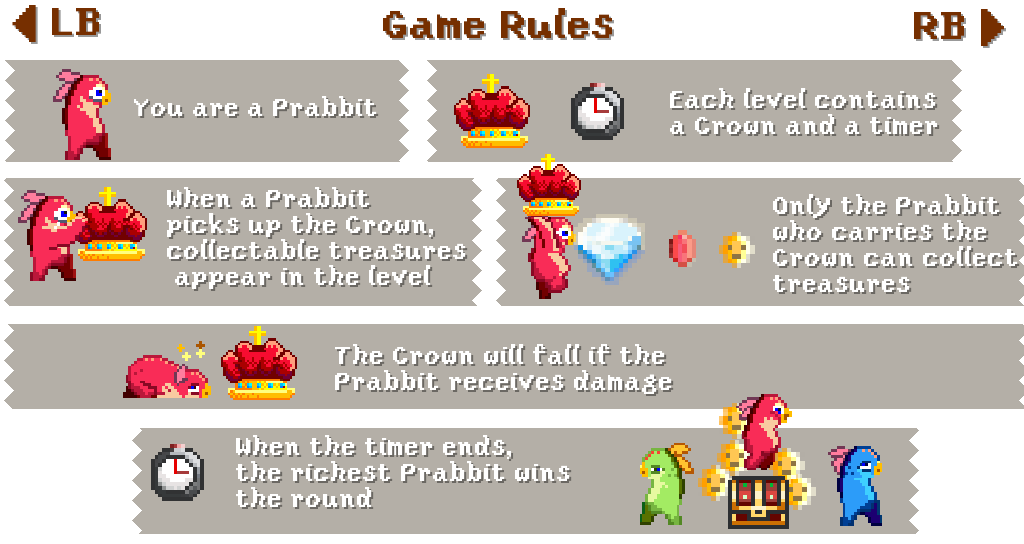 LB
Game Rules
RB
You are a Prabbit
Each level contains
a Crown and a timer
When a Prabbit
picks up the Crown,
collectable treasures
appear in the level
Only the Prabbit
who carries the
Crown can collect
treasures
The Crown will fall if the
Prabbit receives damage
When the timer ends,
the richest Prabbit wins
the round